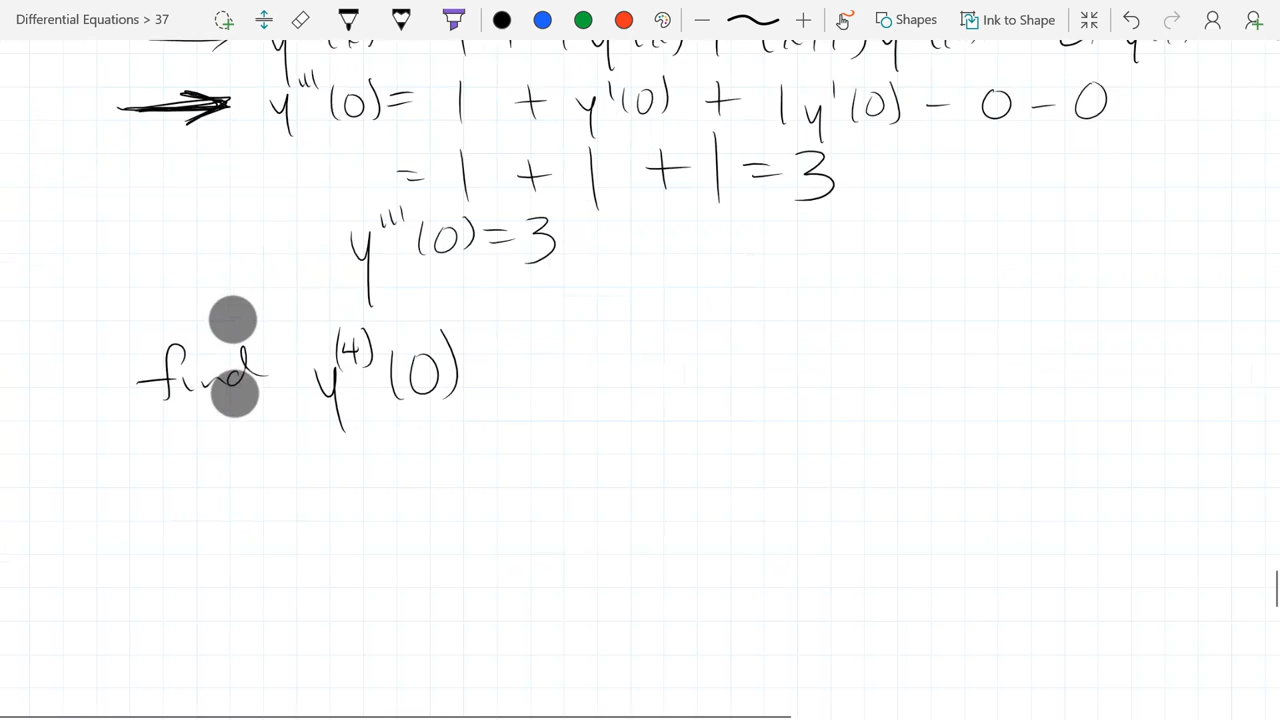 Differential Equations > 37 Shapes Ink to Shape
y'''(0) = 1 + y'(0) + 1y'(0) - 0 - 0
= 1 + 1 + 1 = 3
y'''(0) = 3
find y^(4)(0)